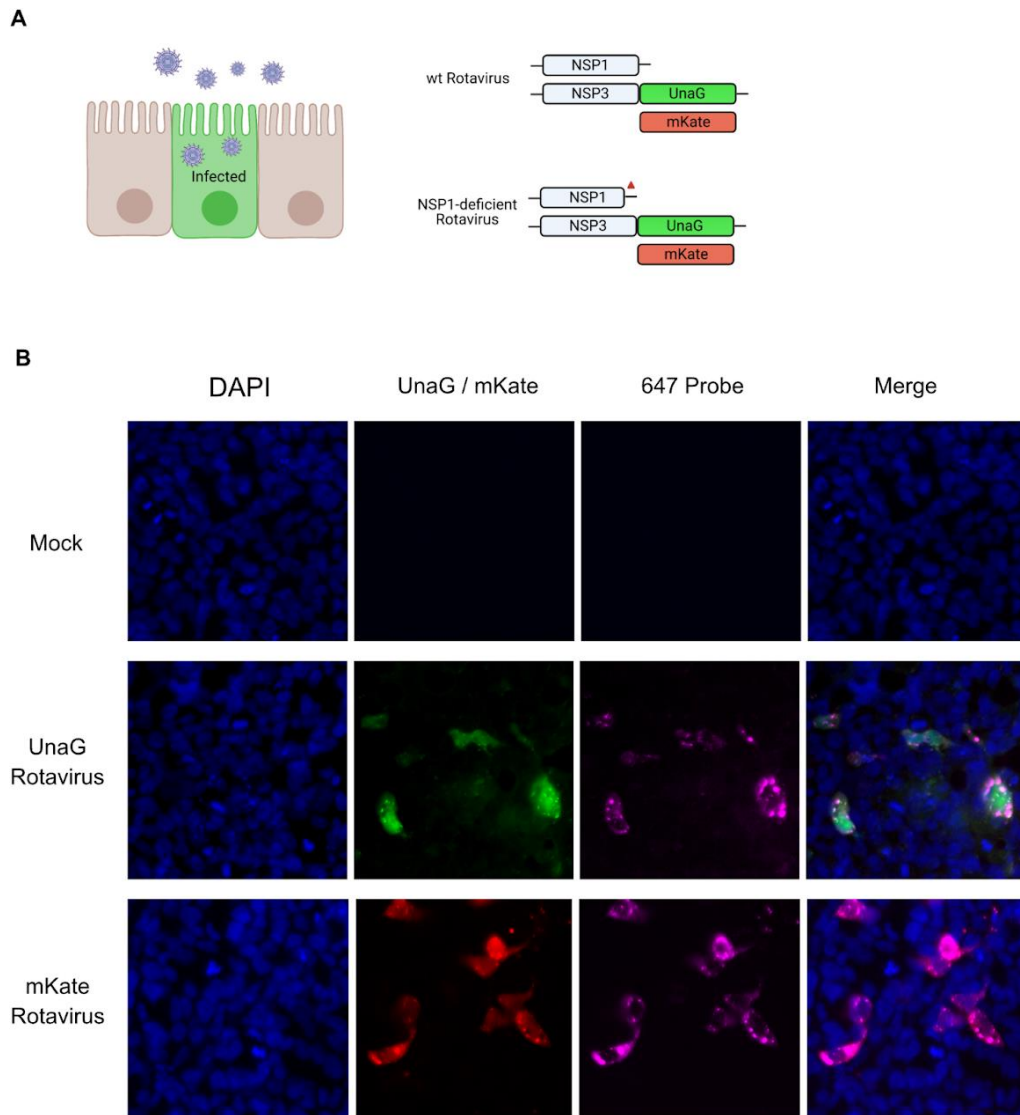 A
Infected
wt Rotavirus
NSP1
NSP3
UnaG
mKate
NSP1-deficient
Rotavirus
NSP1
NSP3
UnaG
mKate
B
DAPI
UnaG / mKate
647 Probe
Merge
Mock
UnaG
Rotavirus
mKate
Rotavirus